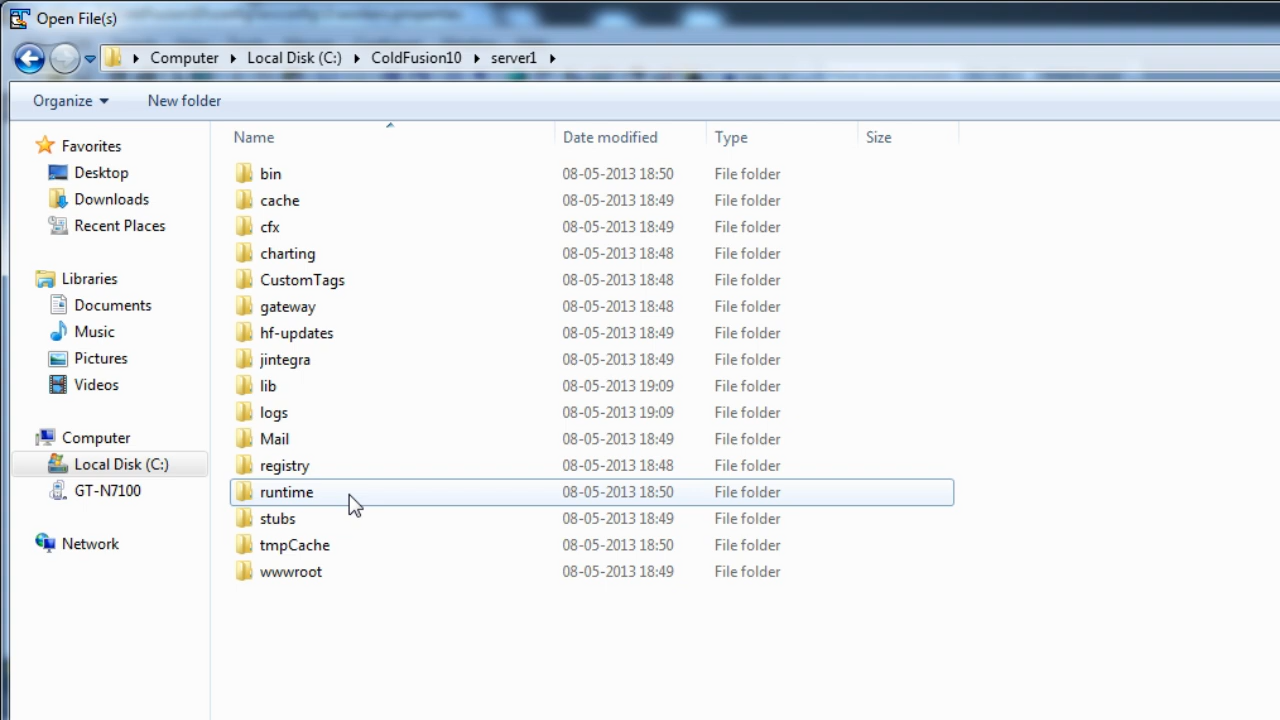 Open File(s)
Computer Local Disk (C:) ColdFusion10 server1
Organize New folder
Name Date modified Type Size
Favorites
Desktop
Downloads
Recent Places
Libraries
Documents
Music
Pictures
Videos
Computer
Local Disk (C:)
GT-N7100
Network
bin 08-05-2013 18:50 File folder
cache 08-05-2013 18:49 File folder
cfx 08-05-2013 18:49 File folder
charting 08-05-2013 18:48 File folder
CustomTags 08-05-2013 18:48 File folder
gateway 08-05-2013 18:48 File folder
hf-updates 08-05-2013 18:49 File folder
jintegra 08-05-2013 18:49 File folder
lib 08-05-2013 19:09 File folder
logs 08-05-2013 19:09 File folder
Mail 08-05-2013 18:49 File folder
registry 08-05-2013 18:48 File folder
runtime 08-05-2013 18:50 File folder
stubs 08-05-2013 18:49 File folder
tmpCache 08-05-2013 18:50 File folder
wwwroot 08-05-2013 18:49 File folder